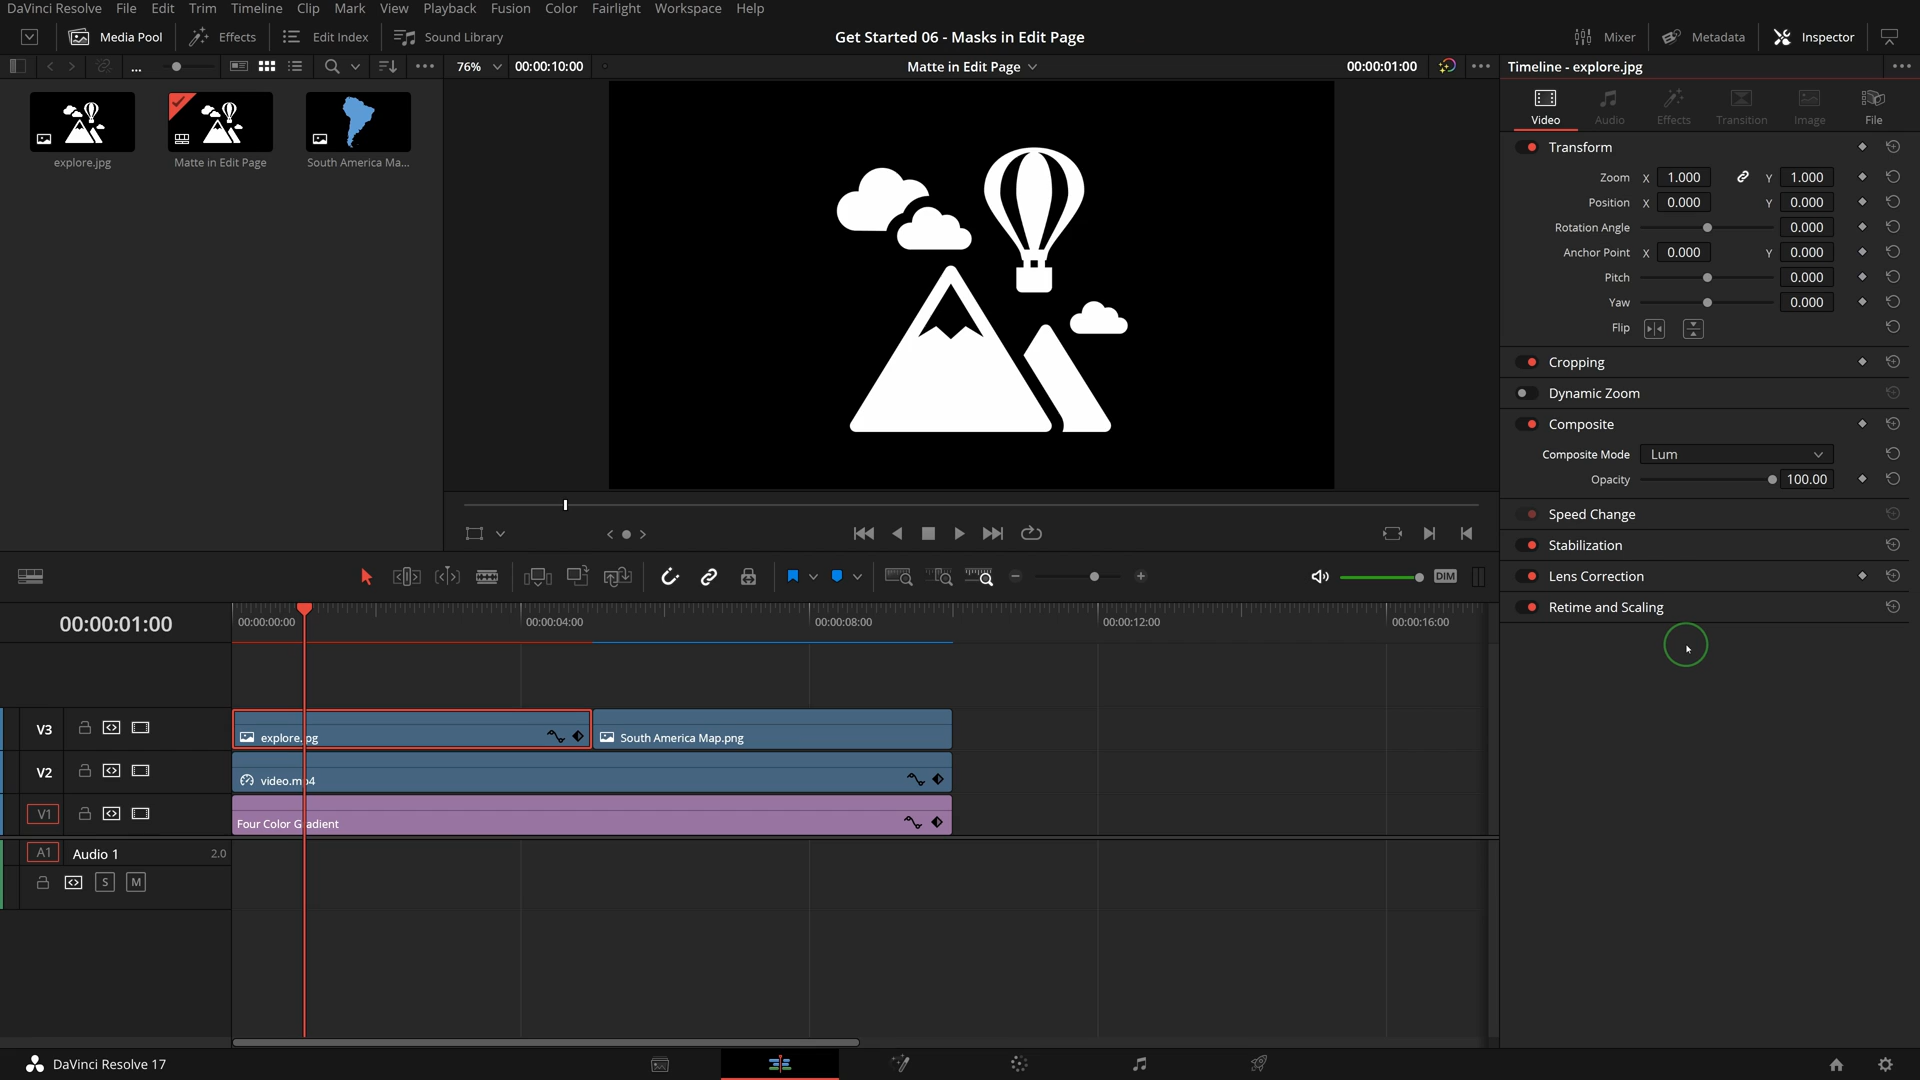 DaVinci Resolve File Edit Trim Timeline Clip Mark View Playback Fusion Color Fairlight Workspace Help
Media Pool Effects Edit Index Sound Library Get Started 06 - Masks in Edit Page Mixer Metadata Inspector
... 76% 00:00:10:00 Matte in Edit Page 00:00:01:00 Timeline - explore.jpg
Video Audio Effects Transition Image File
explore.jpg Matte in Edit Page South America Ma...
Transform
Zoom X 1.000 Y 1.000
Position X 0.000 Y 0.000
Rotation Angle 0.000
Anchor Point X 0.000 Y 0.000
Pitch 0.000
Yaw 0.000
Flip
Cropping
Dynamic Zoom
Composite
Composite Mode Lum
Opacity 100.00
Speed Change
Stabilization
Lens Correction
Retime and Scaling
DIM
00:00:01:00
00:00:00:00 00:00:04:00 00:00:08:00 00:00:12:00 00:00:16:00
V3 South America Map.png
V2
V1 Four Color
A1 Audio 1 2.0
S M
DaVinci Resolve 17